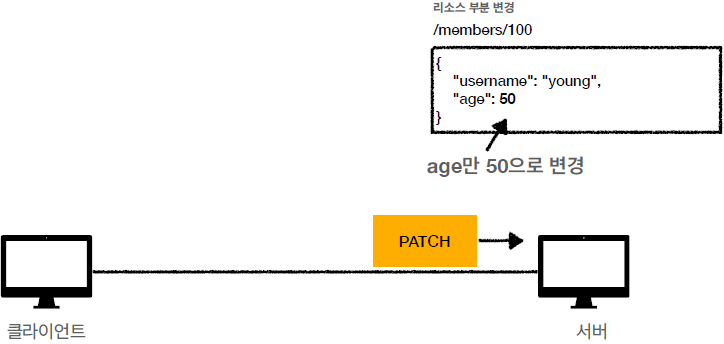 리소스 부분 변경
/members/100
{
"username": "young",
"age": 50
}
age만 50으로 변경
PATCH
클라이언트
서버